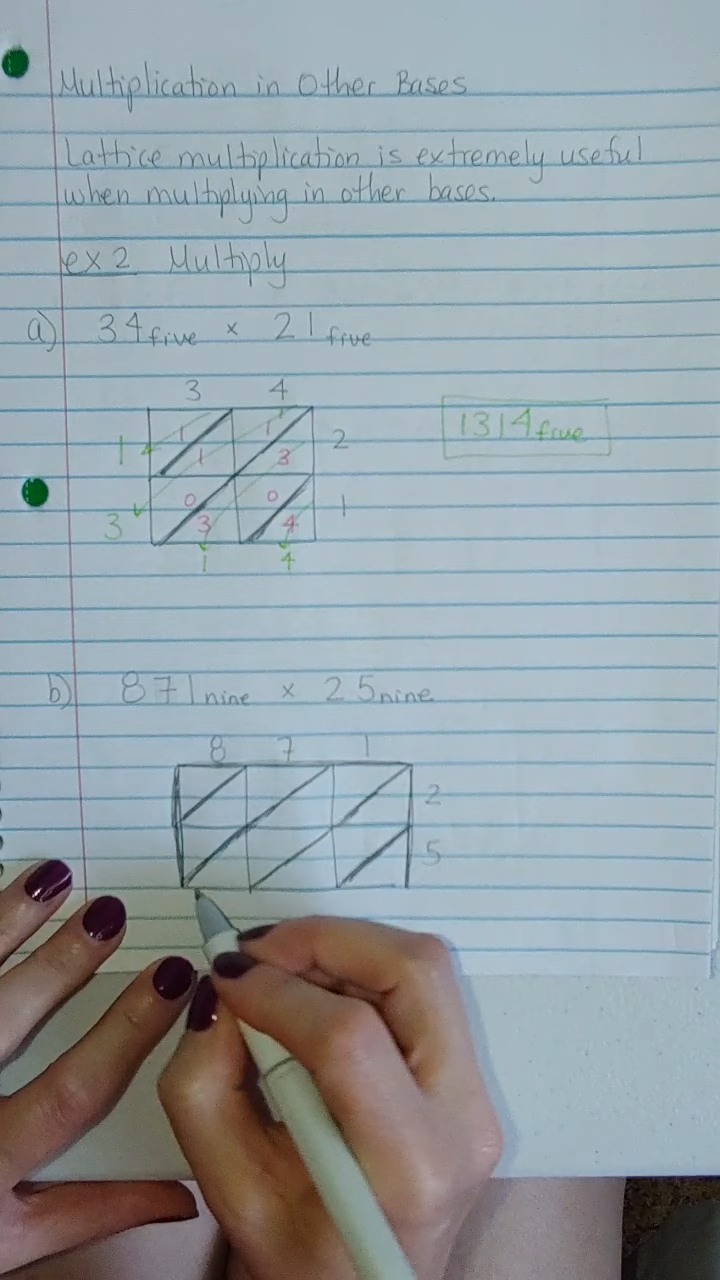 Multiplication in Other Bases
Lattice multiplication is extremely useful
when multiplying in other bases.
ex 2 Multiply
a) 34five x 21five
3 4
1 1 1 2
1 3
3 0 0 1
3 4
1 4
1314five
b) 871nine x 25nine
8 7 1
2
5